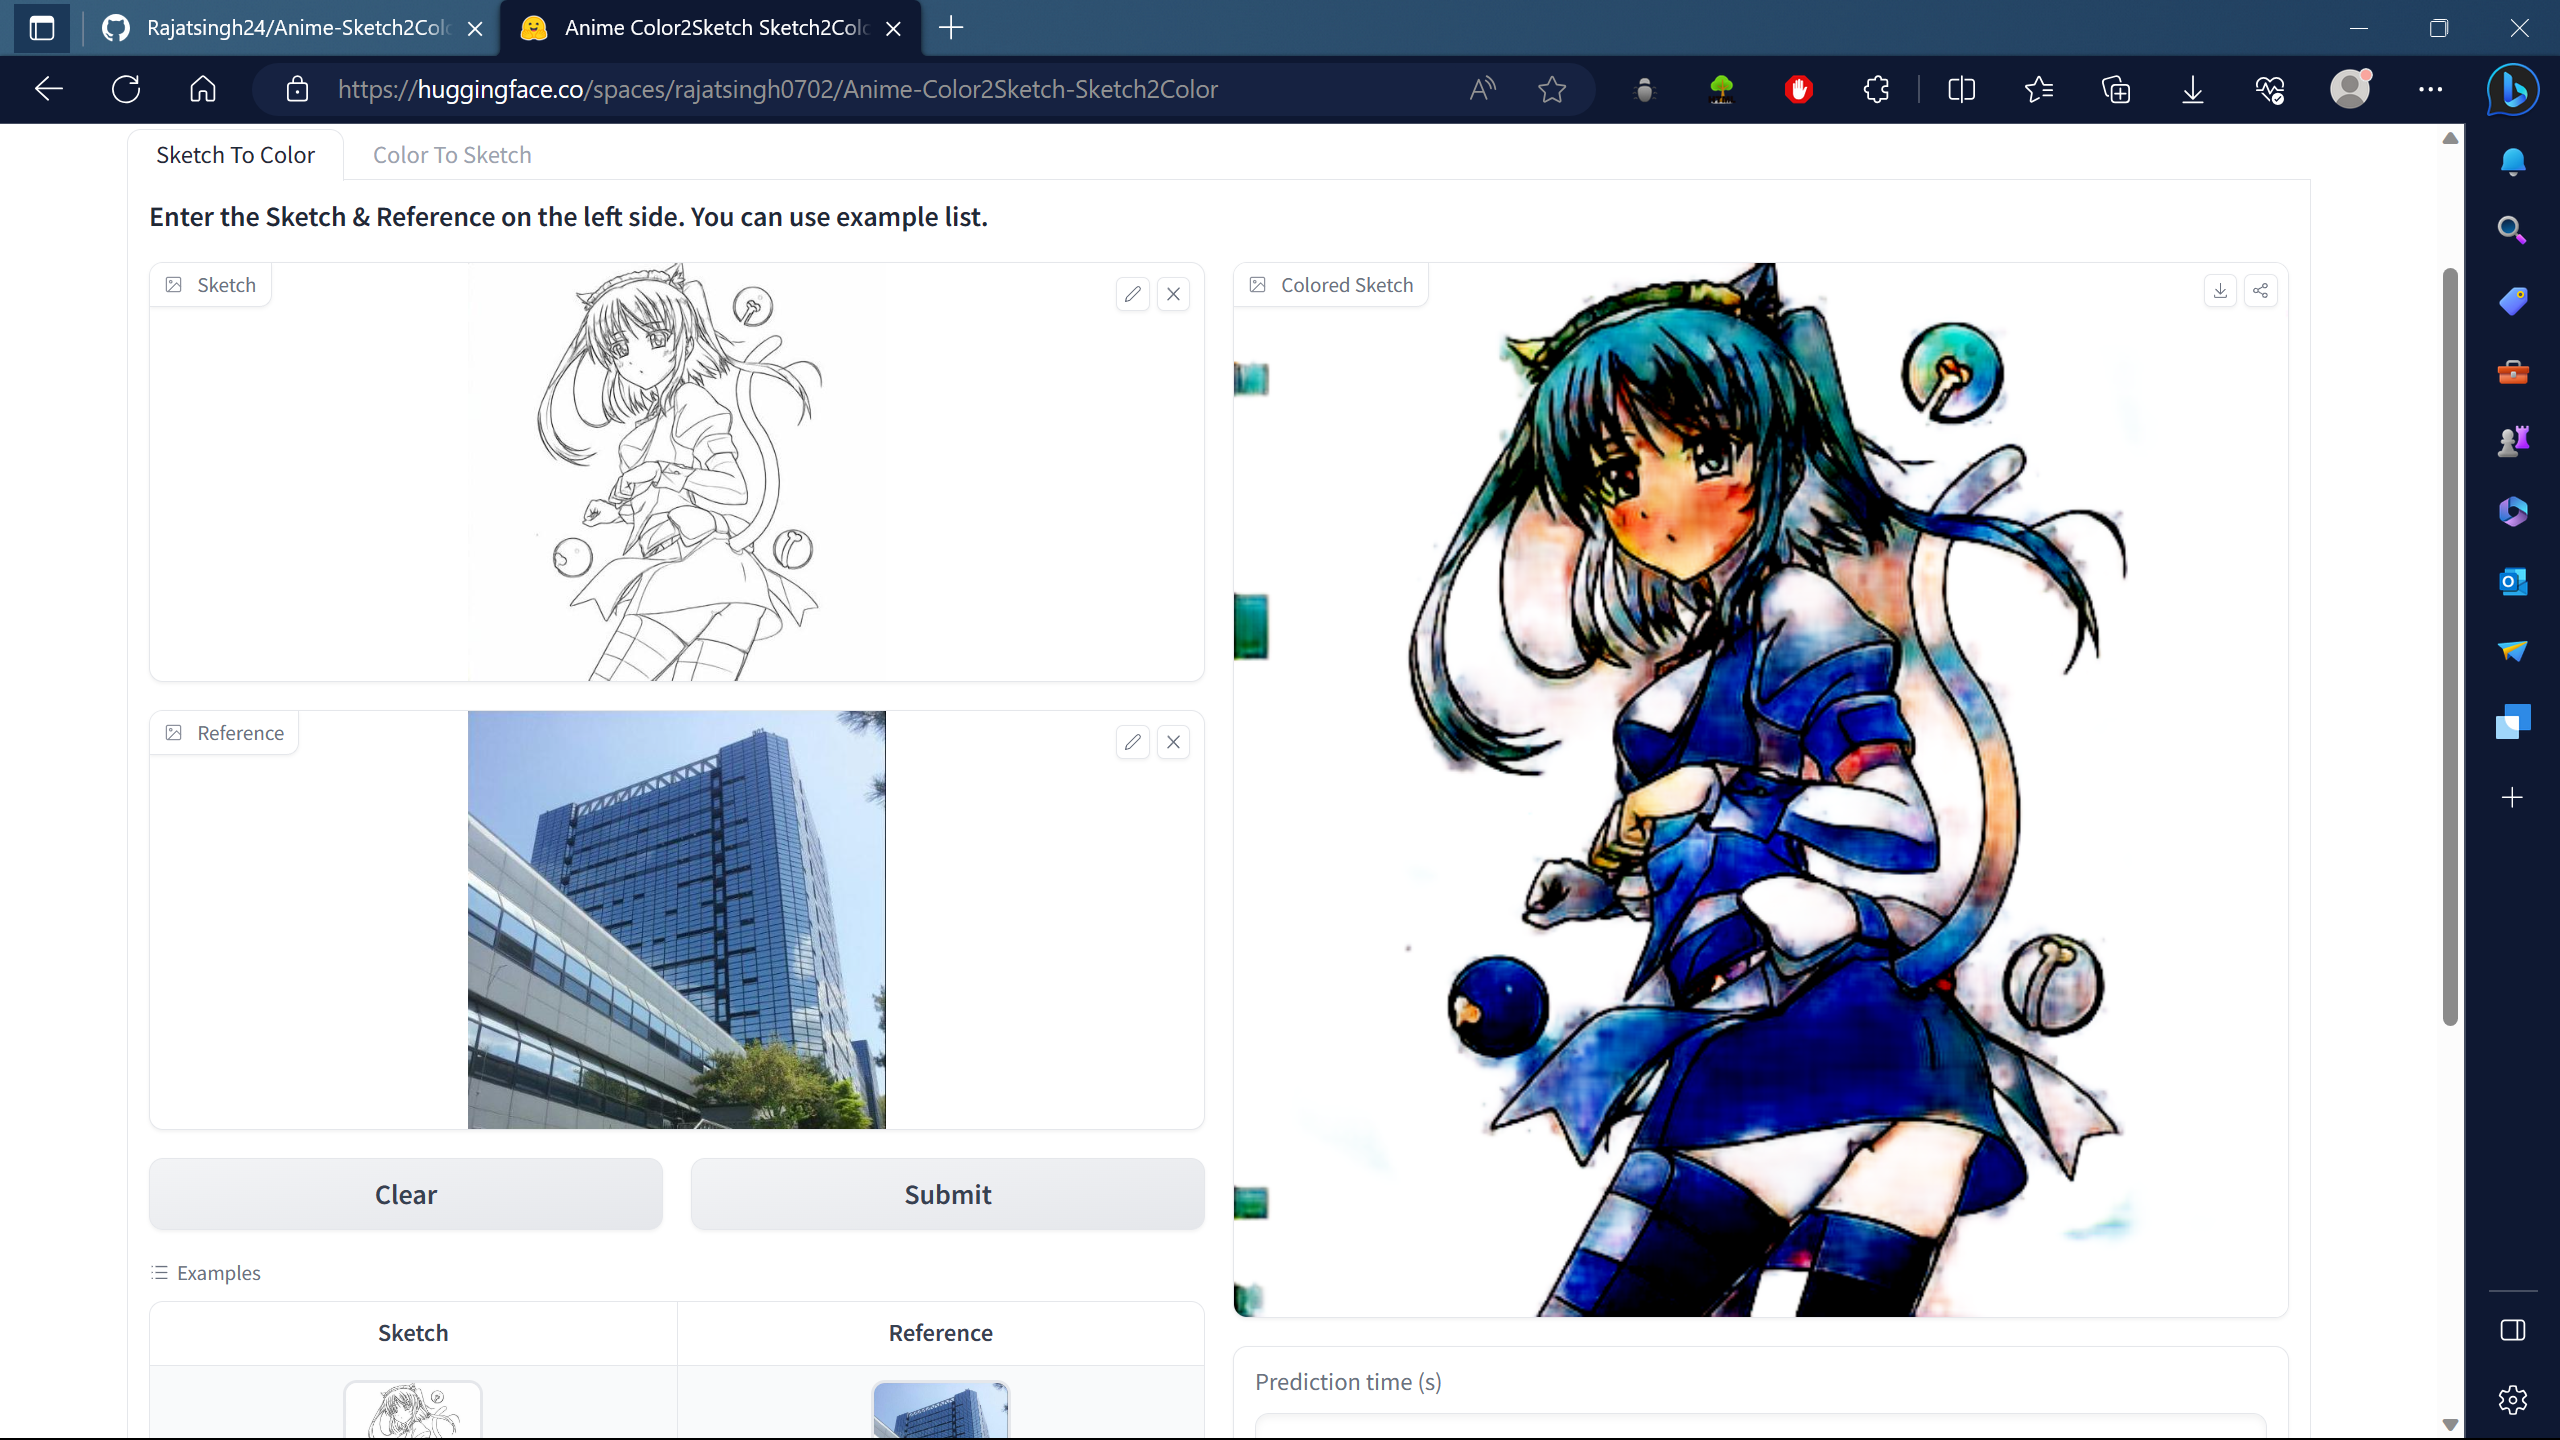 Rajatsingh24/Anime-Sketch2Colo
Anime Color2Sketch Sketch2Colo
https://huggingface.co/spaces/rajatsingh0702/Anime-Color2Sketch-Sketch2Color
Sketch To Color
Color To Sketch
Enter the Sketch & Reference on the left side. You can use example list.
Sketch
Colored Sketch
Reference
Clear
Submit
Examples
Sketch
Reference
Prediction time (s)